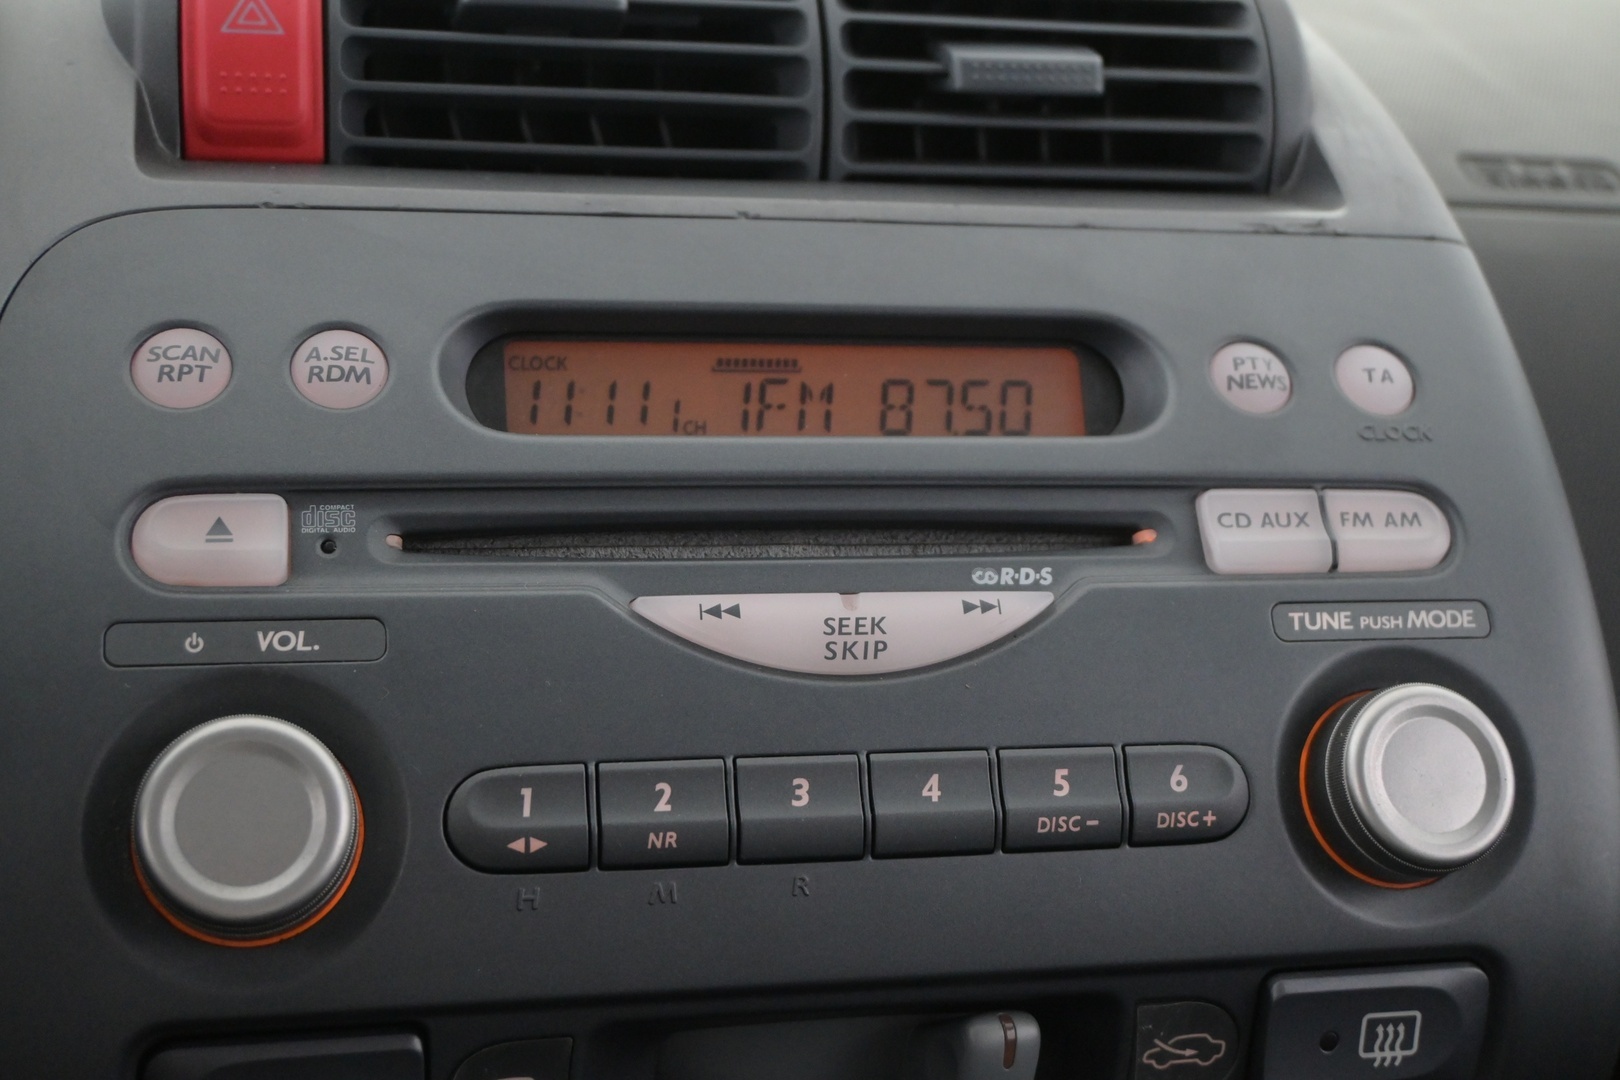 SCAN
RPT
A.SEL
RDM
CLOCK
11:11 1CH 1FM 87.50
PTY
NEWS
TA
CLOCK
COMPACT
disc
DIGITAL AUDIO
CD AUX
FM AM
R·D·S
SEEK
SKIP
VOL.
TUNE PUSH MODE
1
2
NR
3
4
5
DISC-
6
DISC+
H
M
R